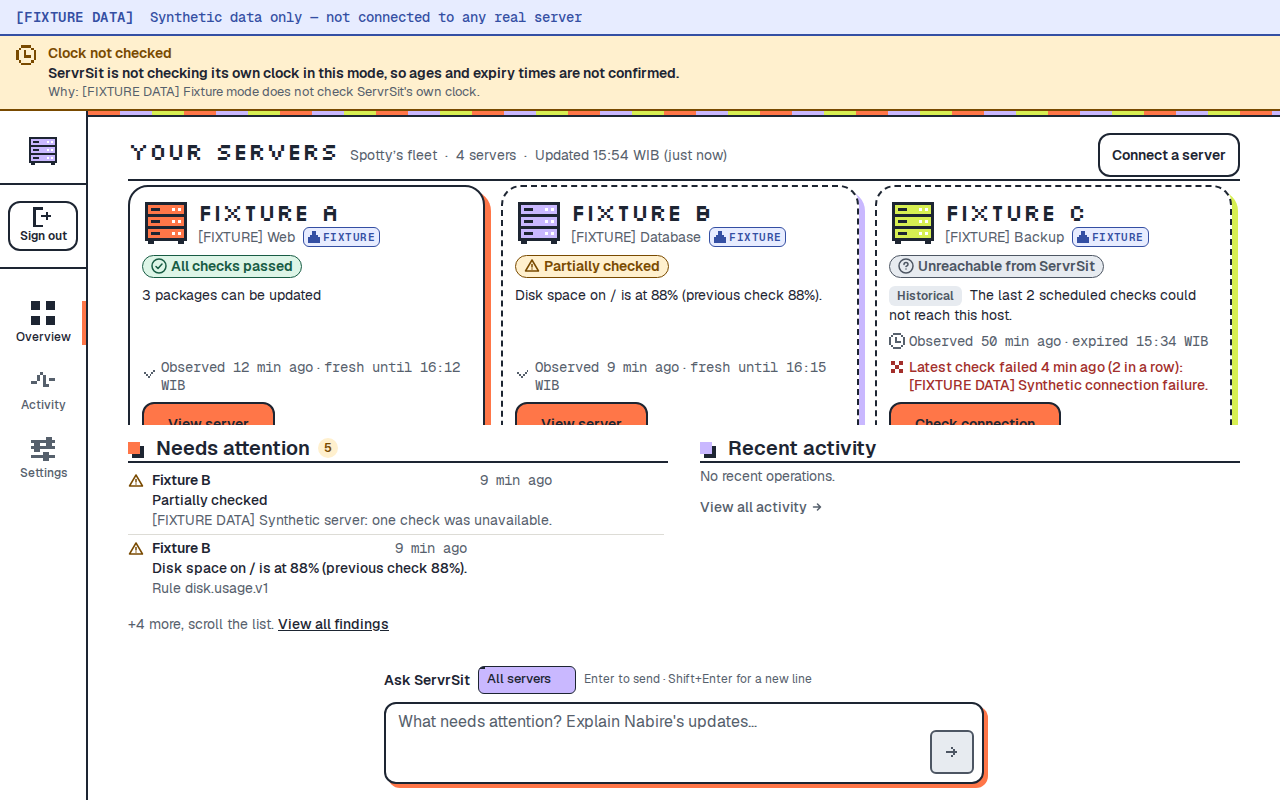 [FIXTURE DATA] Synthetic data only — not connected to any real server
Clock not checked
ServrSit is not checking its own clock in this mode, so ages and expiry times are not confirmed.
Why: [FIXTURE DATA] Fixture mode does not check ServrSit's own clock.
Sign out
Overview
Activity
Settings
YOUR SERVERS Spotty's fleet · 4 servers · Updated 15:54 WIB (just now)
Connect a server
FIXTURE A
[FIXTURE] Web FIXTURE
All checks passed
3 packages can be updated
Observed 12 min ago · fresh until 16:12
WIB
View server
FIXTURE B
[FIXTURE] Database FIXTURE
Partially checked
Disk space on / is at 88% (previous check 88%).
Observed 9 min ago · fresh until 16:15
WIB
View server
FIXTURE C
[FIXTURE] Backup FIXTURE
Unreachable from ServrSit
Historical The last 2 scheduled checks could
not reach this host.
Observed 50 min ago · expired 15:34 WIB
Latest check failed 4 min ago (2 in a row):
[FIXTURE DATA] Synthetic connection failure.
Check connection
Needs attention 5
Fixture B 9 min ago
Partially checked
[FIXTURE DATA] Synthetic server: one check was unavailable.
Fixture B 9 min ago
Disk space on / is at 88% (previous check 88%).
Rule disk.usage.v1
+4 more, scroll the list. View all findings
Recent activity
No recent operations.
View all activity →
Ask ServrSit All servers Enter to send · Shift+Enter for a new line
What needs attention? Explain Nabire's updates…